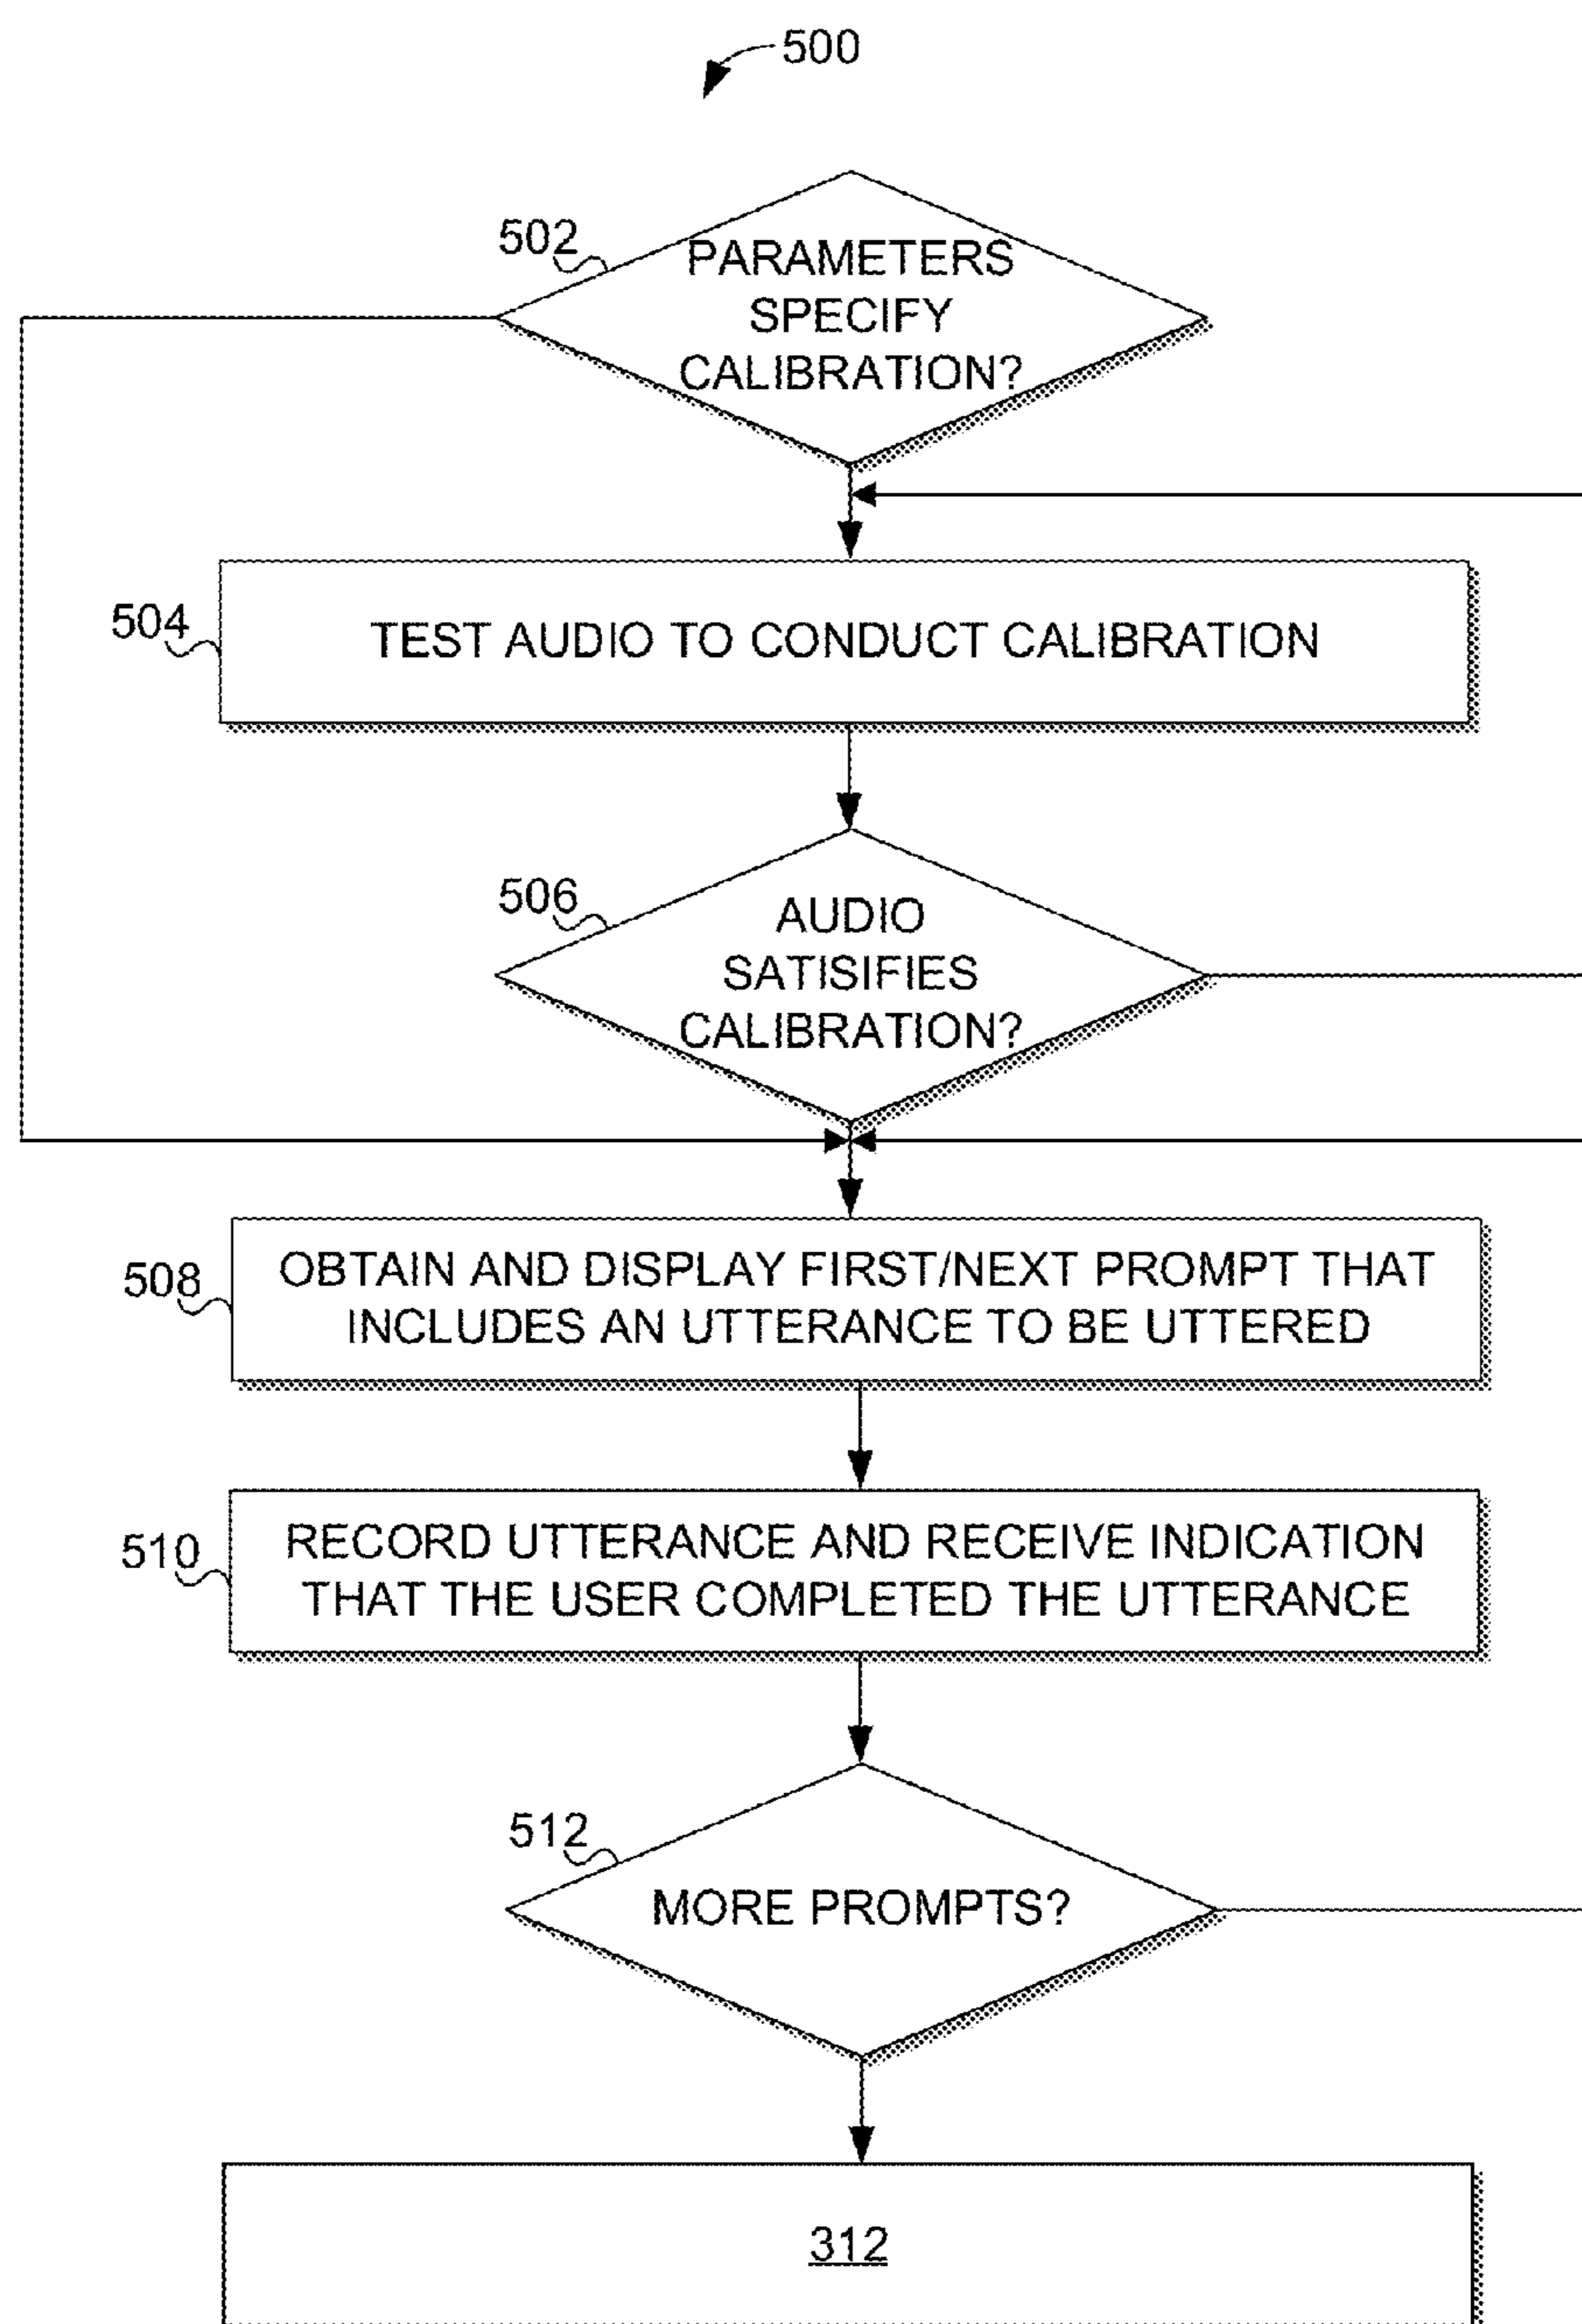 500
502
PARAMETERS
SPECIFY
CALIBRATION?
504
TEST AUDIO TO CONDUCT CALIBRATION
506
AUDIO
SATISIFIES
CALIBRATION?
508
OBTAIN AND DISPLAY FIRST/NEXT PROMPT THAT
INCLUDES AN UTTERANCE TO BE UTTERED
510
RECORD UTTERANCE AND RECEIVE INDICATION
THAT THE USER COMPLETED THE UTTERANCE
512
MORE PROMPTS?
312